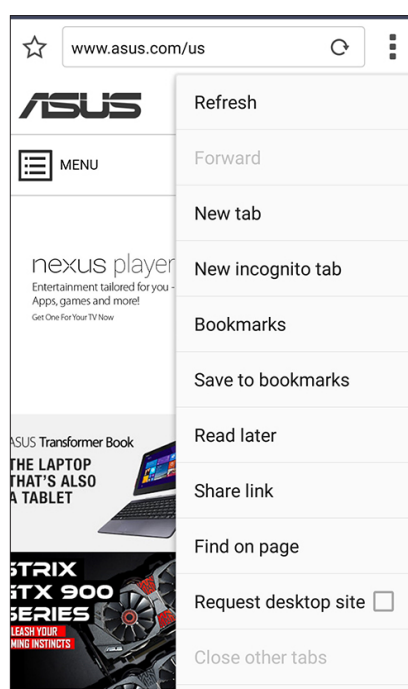 www.asus.com/us
ASUS
MENU
nexus player
Entertainment tailored for you -
Apps, games and more!
Get One For Your TV Now
ASUS Transformer Book
THE LAPTOP
THAT'S ALSO
A TABLET
STRIX
GTX 900
SERIES
LEASH YOUR
MING INSTINCTS
Refresh
Forward
New tab
New incognito tab
Bookmarks
Save to bookmarks
Read later
Share link
Find on page
Request desktop site
Close other tabs